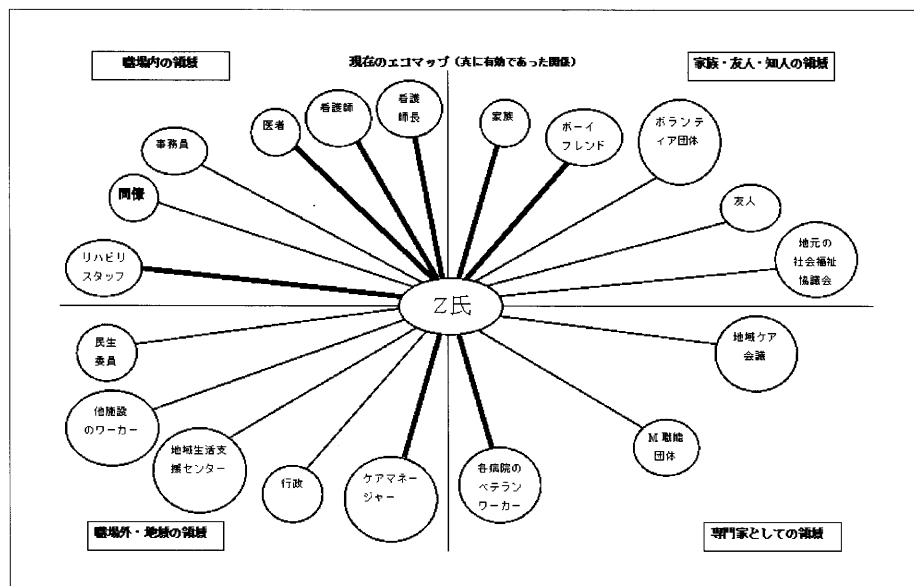 現在のエコマップ（真に有効であった関係）
職場内の領域
家族・友人・知人の領域
看護
師長
看護師
医者
事務員
同僚
リハビリ
スタッフ
家族
ボーイ
フレンド
ボランテ
ィア団体
友人
地元の
社会福祉
協議会
Z氏
民生
委員
他施設
のワーカー
地域生活支
援センター
行政
ケアマネー
ジャー
各病院の
ベテラン
ワーカー
M職能
団体
地域ケア
会議
職場外・地域の領域
専門家としての領域